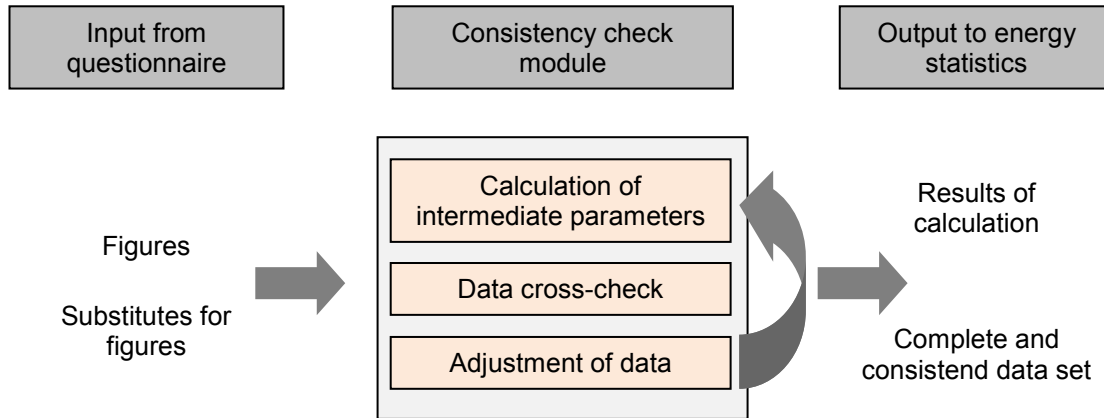 Input from
questionnaire
Consistency check
module
Output to energy
statistics
Figures
Substitutes for
figures
Calculation of
intermediate parameters
Data cross-check
Adjustment of data
Results of
calculation
Complete and
consistend data set